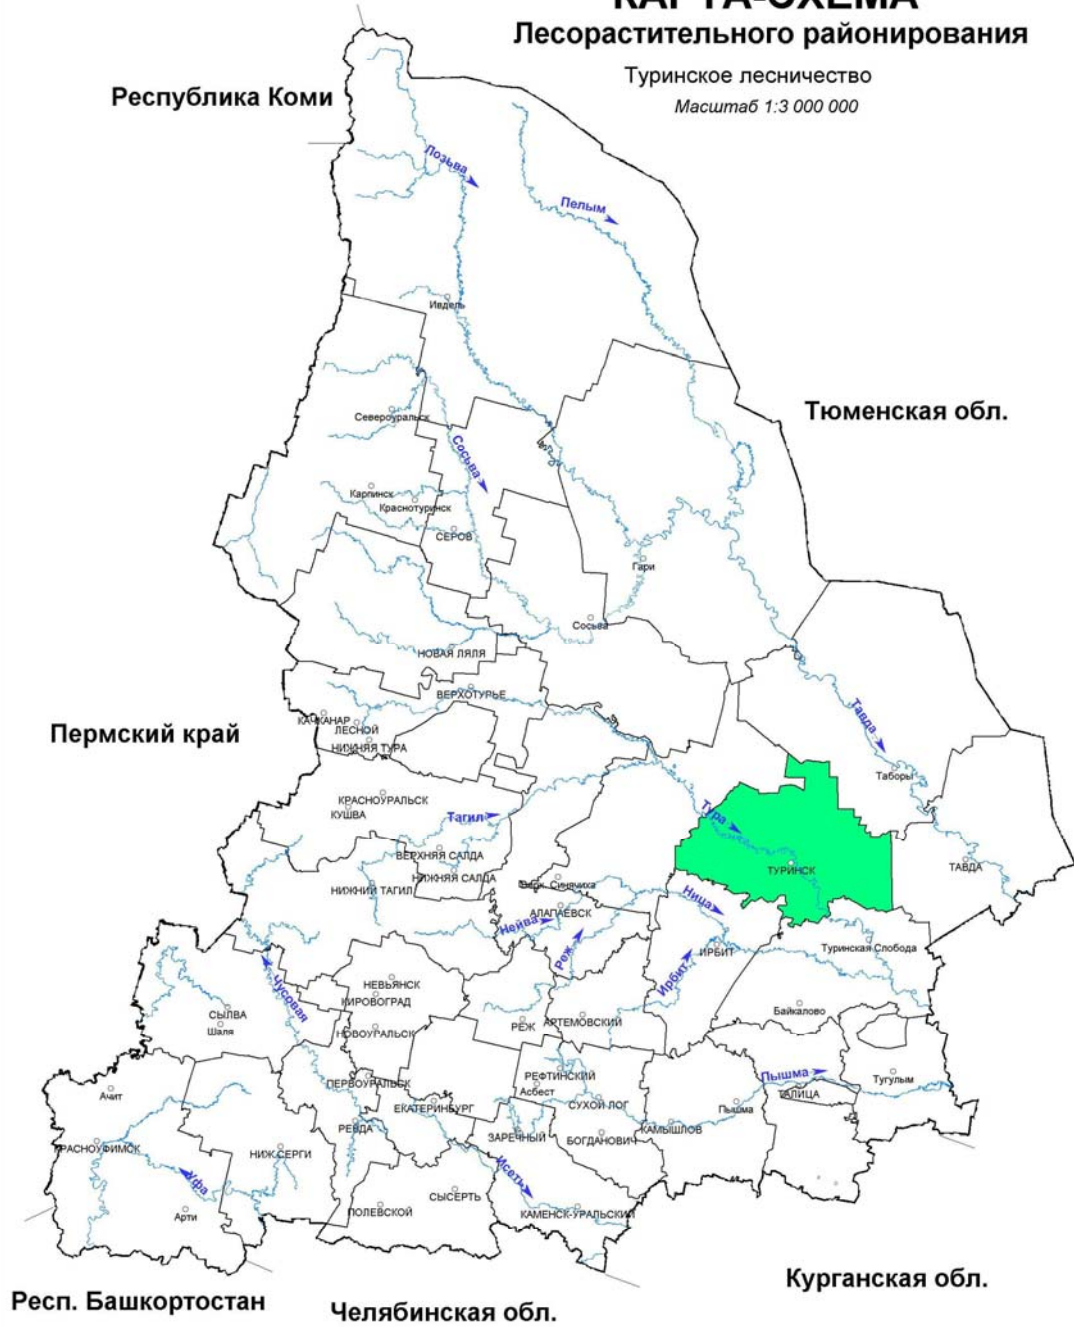 КАРТА-СХЕМА
Лесорастительного районирования
Туринское лесничество
Масштаб 1:3 000 000
Республика Коми
Лозьва
Пелым
Ивдель
Тюменская обл.
Североуральск
Сосьва
Карпинск
Краснотуринск
СЕРОВ
Гари
Сосьва
НОВАЯ ЛЯЛЯ
ВЕРХОТУРЬЕ
Пермский край
КАЧКАНАР
ЛЕСНОЙ
НИЖНЯЯ ТУРА
Тавда
Таборы
КРАСНОУРАЛЬСК
КУШВА
Тагил
Тура
ВЕРХНЯЯ САЛДА
НИЖНЯЯ САЛДА
НИЖНИЙ ТАГИЛ
Верх. Синячиха
ТУРИНСК
ТАВДА
АЛАПАЕВСК
Ница
Нейва
Реж
ИРБИТ
Ирбит
Туринская Слобода
НЕВЬЯНСК
КИРОВОГРАД
Чусовая
СЫЛВА
Шаля
НОВОУРАЛЬСК
РЕЖ
АРТЕМОВСКИЙ
Байкалово
ПЕРВОУРАЛЬСК
РЕФТИНСКИЙ
Асбест
Пышма
Тугулым
Ачит
ЕКАТЕРИНБУРГ
СУХОЙ ЛОГ
Пышма
ТАЛИЦА
РЕВДА
ЗАРЕЧНЫЙ
БОГДАНОВИЧ
КАМЫШЛОВ
КРАСНОУФИМСК
НИЖ.СЕРГИ
Уфа
Исеть
СЫСЕРТЬ
Арти
ПОЛЕВСКОЙ
КАМЕНСК-УРАЛЬСКИЙ
Курганская обл.
Респ. Башкортостан
Челябинская обл.